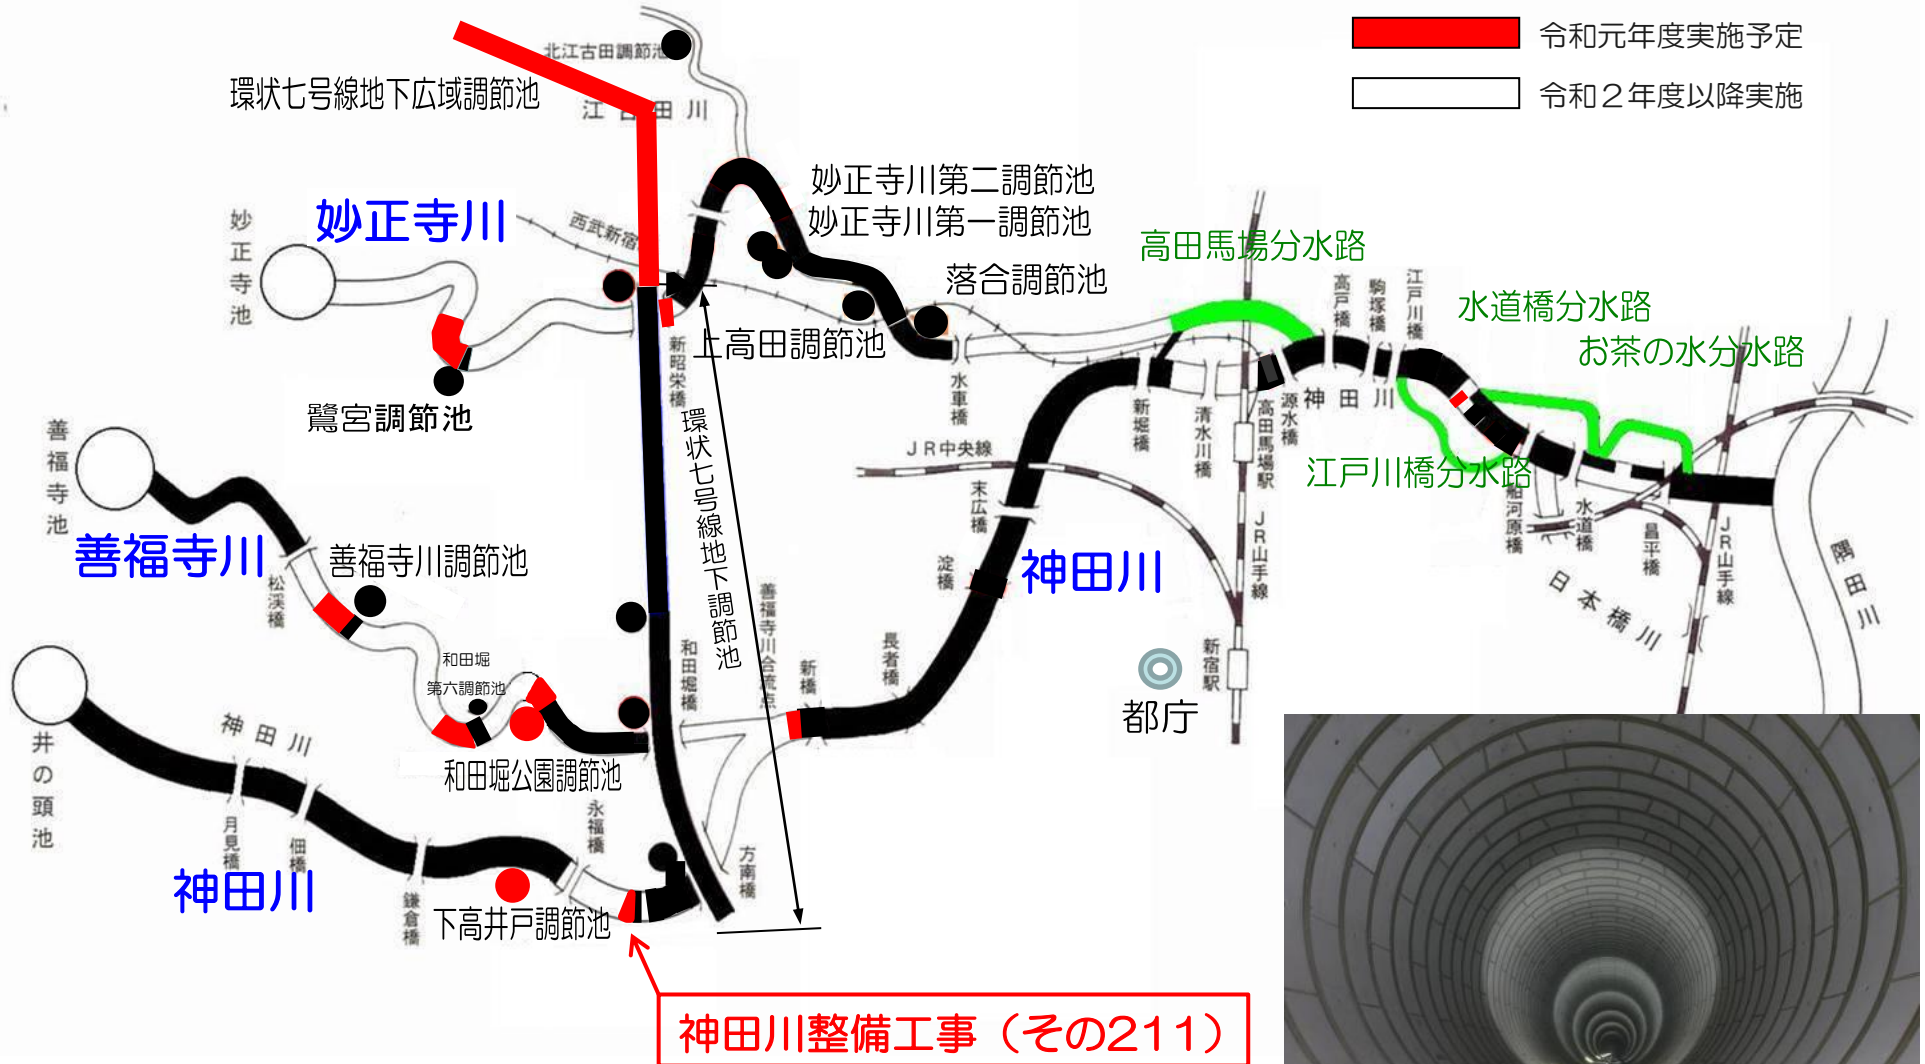 令和元年度実施予定
令和２年度以降実施
北江古田調節池
環状七号線地下広域調節池
江古田川
妙正寺川第二調節池
妙正寺川第一調節池
妙正寺川
妙正寺池
西武新宿
高田馬場分水路
落合調節池
上高田調節池
水道橋分水路
お茶の水分水路
高戸橋
駒塚橋
江戸川橋
新昭栄橋
水車橋
新堀橋
清水川橋
高田馬場駅
源水橋
神田川
鷺宮調節池
環状七号線地下調節池
ＪＲ中央線
江戸川橋分水路
善福寺池
善福寺川
善福寺川調節池
松渓橋
末広橋
淀橋
神田川
ＪＲ山手線
船河原橋
水道橋
昌平橋
ＪＲ山手線
日本橋川
隅田川
和田堀
第六調節池
和田堀橋
善福寺川合流点
新橋
長者橋
新宿駅
都庁
井の頭池
神田川
和田堀公園調節池
月見橋
佃橋
永福橋
方南橋
神田川
鎌倉橋
下高井戸調節池
神田川整備工事（その211）